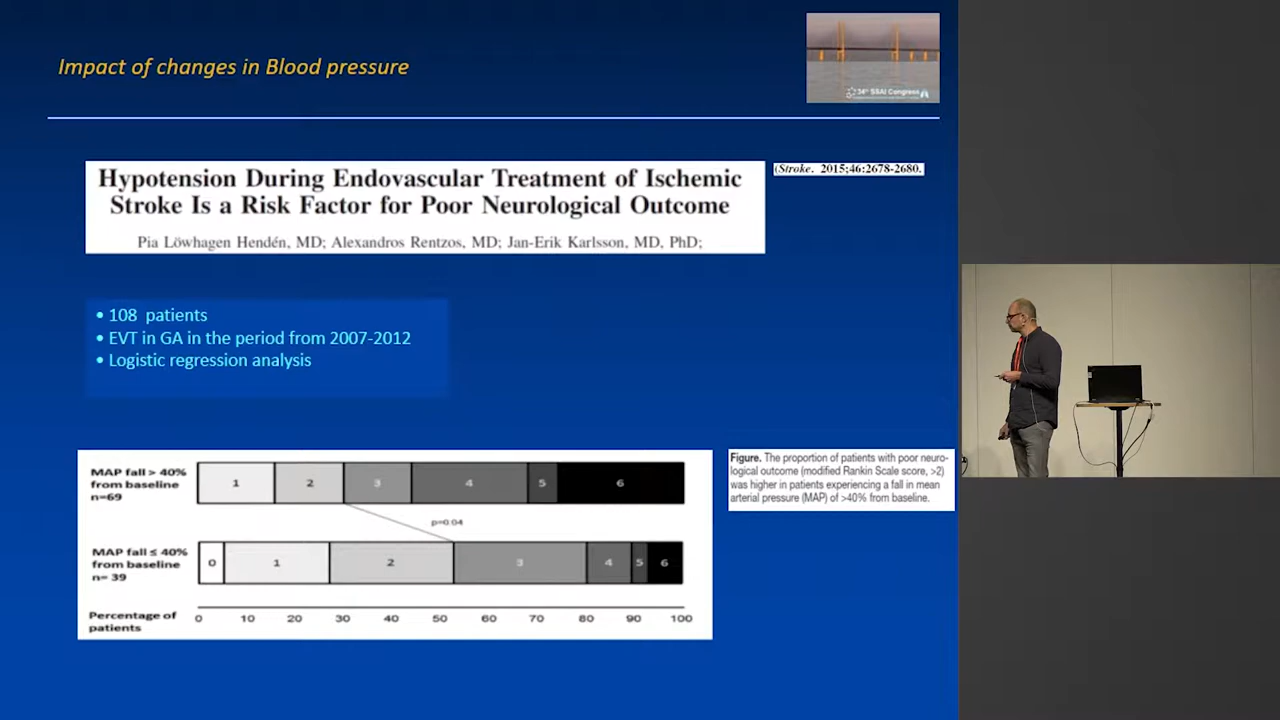 Impact of changes in Blood pressure
34th SSAI Congress
Hypotension During Endovascular Treatment of Ischemic
Stroke Is a Risk Factor for Poor Neurological Outcome
Pia Löwhagen Hendén, MD; Alexandros Rentzos, MD; Jan-Erik Karlsson, MD, PhD;
(Stroke. 2015;46:2678-2680.
• 108 patients
• EVT in GA in the period from 2007-2012
• Logistic regression analysis
MAP fall > 40%
from baseline
n=69
1 2 3 4 5 6
p=0.04
MAP fall ≤ 40%
from baseline
n= 39
0 1 2 3 4 5 6
Percentage of
patients
0 10 20 30 40 50 60 70 80 90 100
Figure. The proportion of patients with poor neuro-
logical outcome (modified Rankin Scale score, >2)
was higher in patients experiencing a fall in mean
arterial pressure (MAP) of >40% from baseline.